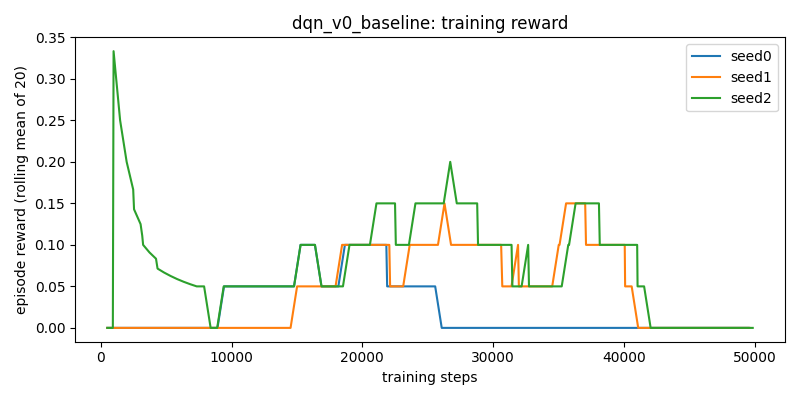 dqn_v0_baseline: training reward
episode reward (rolling mean of 20)
0.35
0.30
0.25
0.20
0.15
0.10
0.05
0.00
seed0
seed1
seed2
0
10000
20000
30000
40000
50000
training steps